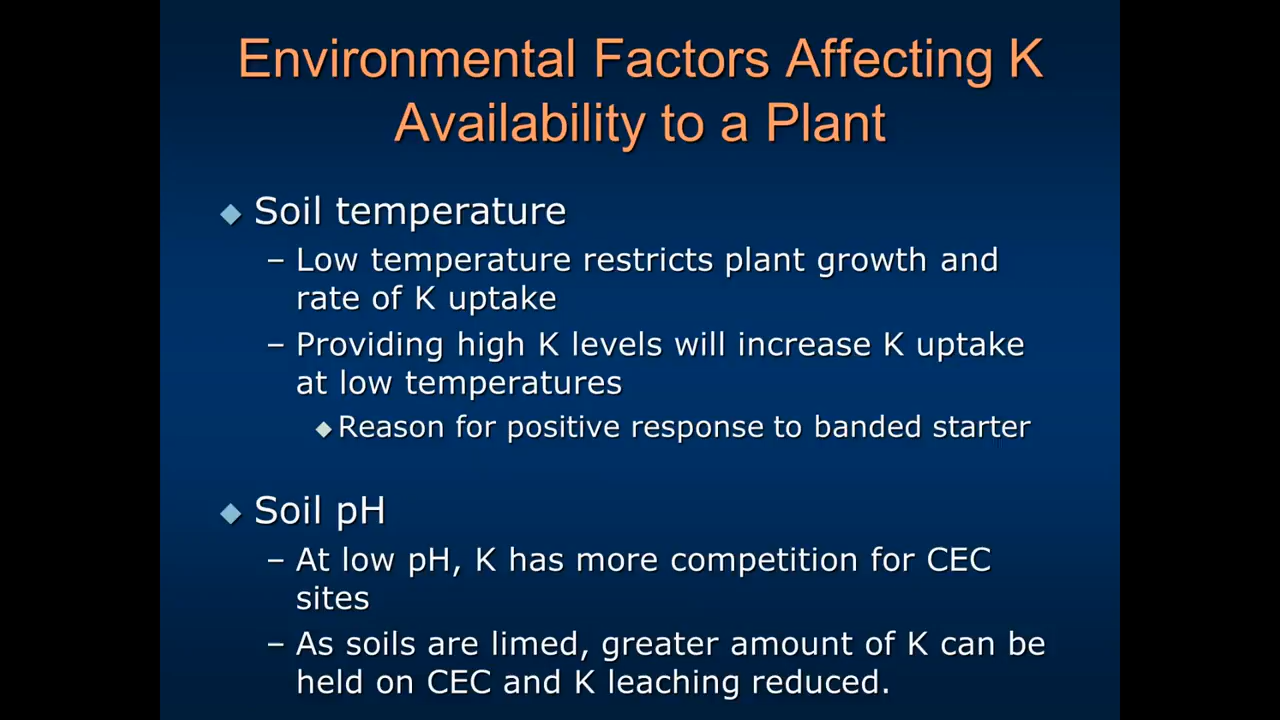 Environmental Factors Affecting K
Availability to a Plant
Soil temperature
– Low temperature restricts plant growth and
rate of K uptake
– Providing high K levels will increase K uptake
at low temperatures
Reason for positive response to banded starter
Soil pH
– At low pH, K has more competition for CEC
sites
– As soils are limed, greater amount of K can be
held on CEC and K leaching reduced.